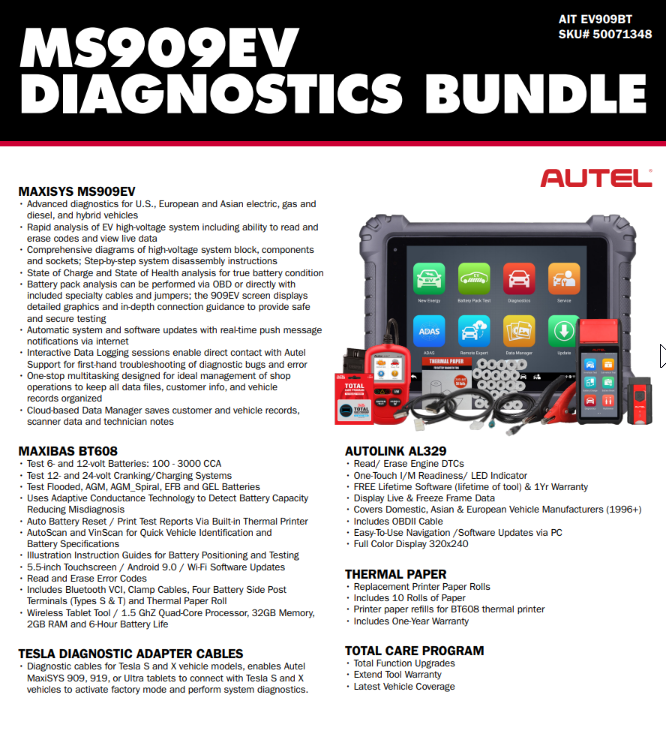 AIT EV909BT
SKU# 50071348
MS909EV
DIAGNOSTICS BUNDLE
AUTEL®
MAXISYS MS909EV
• Advanced diagnostics for U.S., European and Asian electric, gas and
diesel, and hybrid vehicles
• Rapid analysis of EV high-voltage system including ability to read and
erase codes and view live data
• Comprehensive diagrams of high-voltage system block, components
and sockets; Step-by-step system disassembly instructions
• State of Charge and State of Health analysis for true battery condition
• Battery pack analysis can be performed via OBD or directly with
included specialty cables and jumpers; the 909EV screen displays
detailed graphics and in-depth connection guidance to provide safe
and secure testing
• Automatic system and software updates with real-time push message
notifications via internet
• Interactive Data Logging sessions enable direct contact with Autel
Support for first-hand troubleshooting of diagnostic bugs and error
• One-stop multitasking designed for ideal management of shop
operations to keep all data files, customer info, and vehicle
records organized
• Cloud-based Data Manager saves customer and vehicle records,
scanner data and technician notes
New Energy
Battery Pack Test
Diagnostics
Service
ADAS
ADAS
Remote Expert
Data Manager
Update
THERMAL PAPER
TOTAL
TOTAL
MAXIBAS BT608
• Test 6- and 12-volt Batteries: 100 - 3000 CCA
• Test 12- and 24-volt Cranking/Charging Systems
• Test Flooded, AGM, AGM_Spiral, EFB and GEL Batteries
• Uses Adaptive Conductance Technology to Detect Battery Capacity
Reducing Misdiagnosis
• Auto Battery Reset / Print Test Reports Via Built-in Thermal Printer
• AutoScan and VinScan for Quick Vehicle Identification and
Battery Specifications
• Illustration Instruction Guides for Battery Positioning and Testing
• 5.5-inch Touchscreen / Android 9.0 / Wi-Fi Software Updates
• Read and Erase Error Codes
• Includes Bluetooth VCI, Clamp Cables, Four Battery Side Post
Terminals (Types S & T) and Thermal Paper Roll
• Wireless Tablet Tool / 1.5 GhZ Quad-Core Processor, 32GB Memory,
2GB RAM and 6-Hour Battery Life
TESLA DIAGNOSTIC ADAPTER CABLES
• Diagnostic cables for Tesla S and X vehicle models, enables Autel
MaxiSYS 909, 919, or Ultra tablets to connect with Tesla S and X
vehicles to activate factory mode and perform system diagnostics.
AUTOLINK AL329
• Read/ Erase Engine DTCs
• One-Touch I/M Readiness/ LED Indicator
• FREE Lifetime Software (lifetime of tool) & 1Yr Warranty
• Display Live & Freeze Frame Data
• Covers Domestic, Asian & European Vehicle Manufacturers (1996+)
• Includes OBDII Cable
• Easy-To-Use Navigation /Software Updates via PC
• Full Color Display 320x240
THERMAL PAPER
• Replacement Printer Paper Rolls
• Includes 10 Rolls of Paper
• Printer paper refills for BT608 thermal printer
• Includes One-Year Warranty
TOTAL CARE PROGRAM
• Total Function Upgrades
• Extend Tool Warranty
• Latest Vehicle Coverage